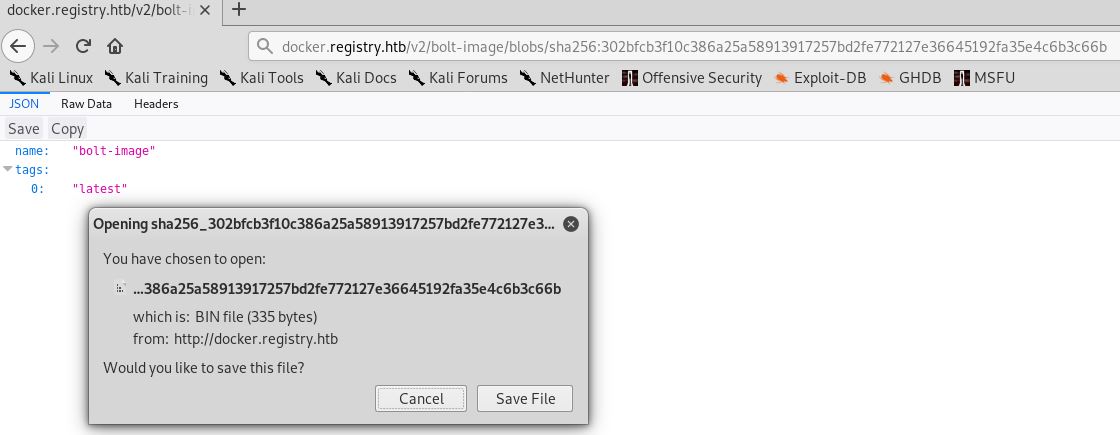 docker.registry.htb/v2/bolt-i
docker.registry.htb/v2/bolt-image/blobs/sha256:302bfcb3f10c386a25a58913917257bd2fe772127e36645192fa35e4c6b3c66b
Kali Linux Kali Training Kali Tools Kali Docs Kali Forums NetHunter Offensive Security Exploit-DB GHDB MSFU
JSON Raw Data Headers
Save Copy
name: "bolt-image"
tags:
0: "latest"
Opening sha256_302bfcb3f10c386a25a58913917257bd2fe772127e3...
You have chosen to open:
...386a25a58913917257bd2fe772127e36645192fa35e4c6b3c66b
which is: BIN file (335 bytes)
from: http://docker.registry.htb
Would you like to save this file?
Cancel Save File